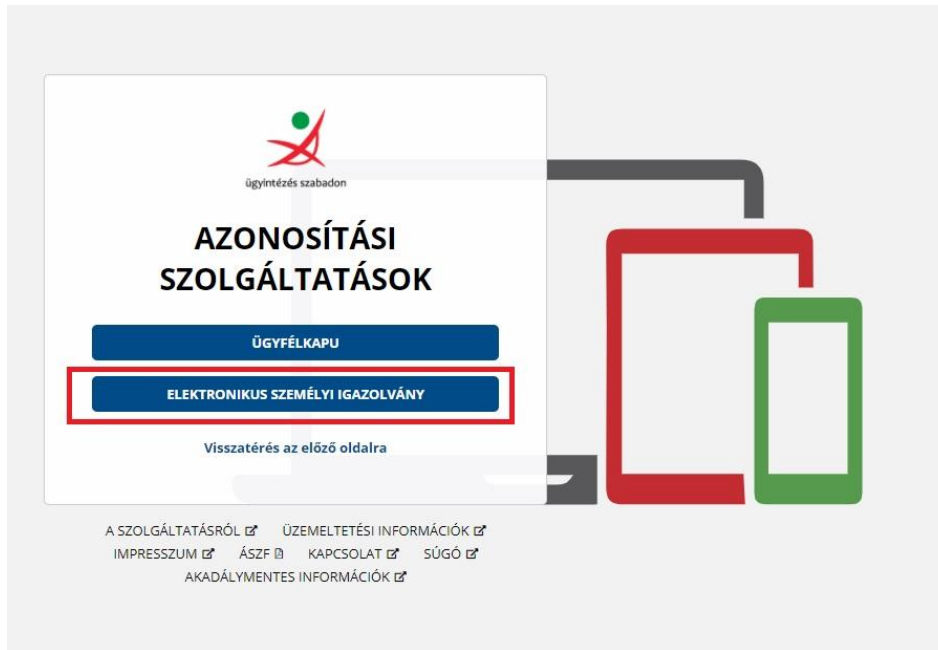 ügyintézés szabadon
AZONOSÍTÁSI
SZOLGÁLTATÁSOK
ÜGYFÉLKAPU
ELEKTRONIKUS SZEMÉLYI IGAZOLVÁNY
Visszatérés az előző oldalra
A SZOLGÁLTATÁSRÓL ÜZEMELTETÉSI INFORMÁCIÓK
IMPRESSZUM ÁSZF KAPCSOLAT SÚGÓ
AKADÁLYMENTES INFORMÁCIÓK